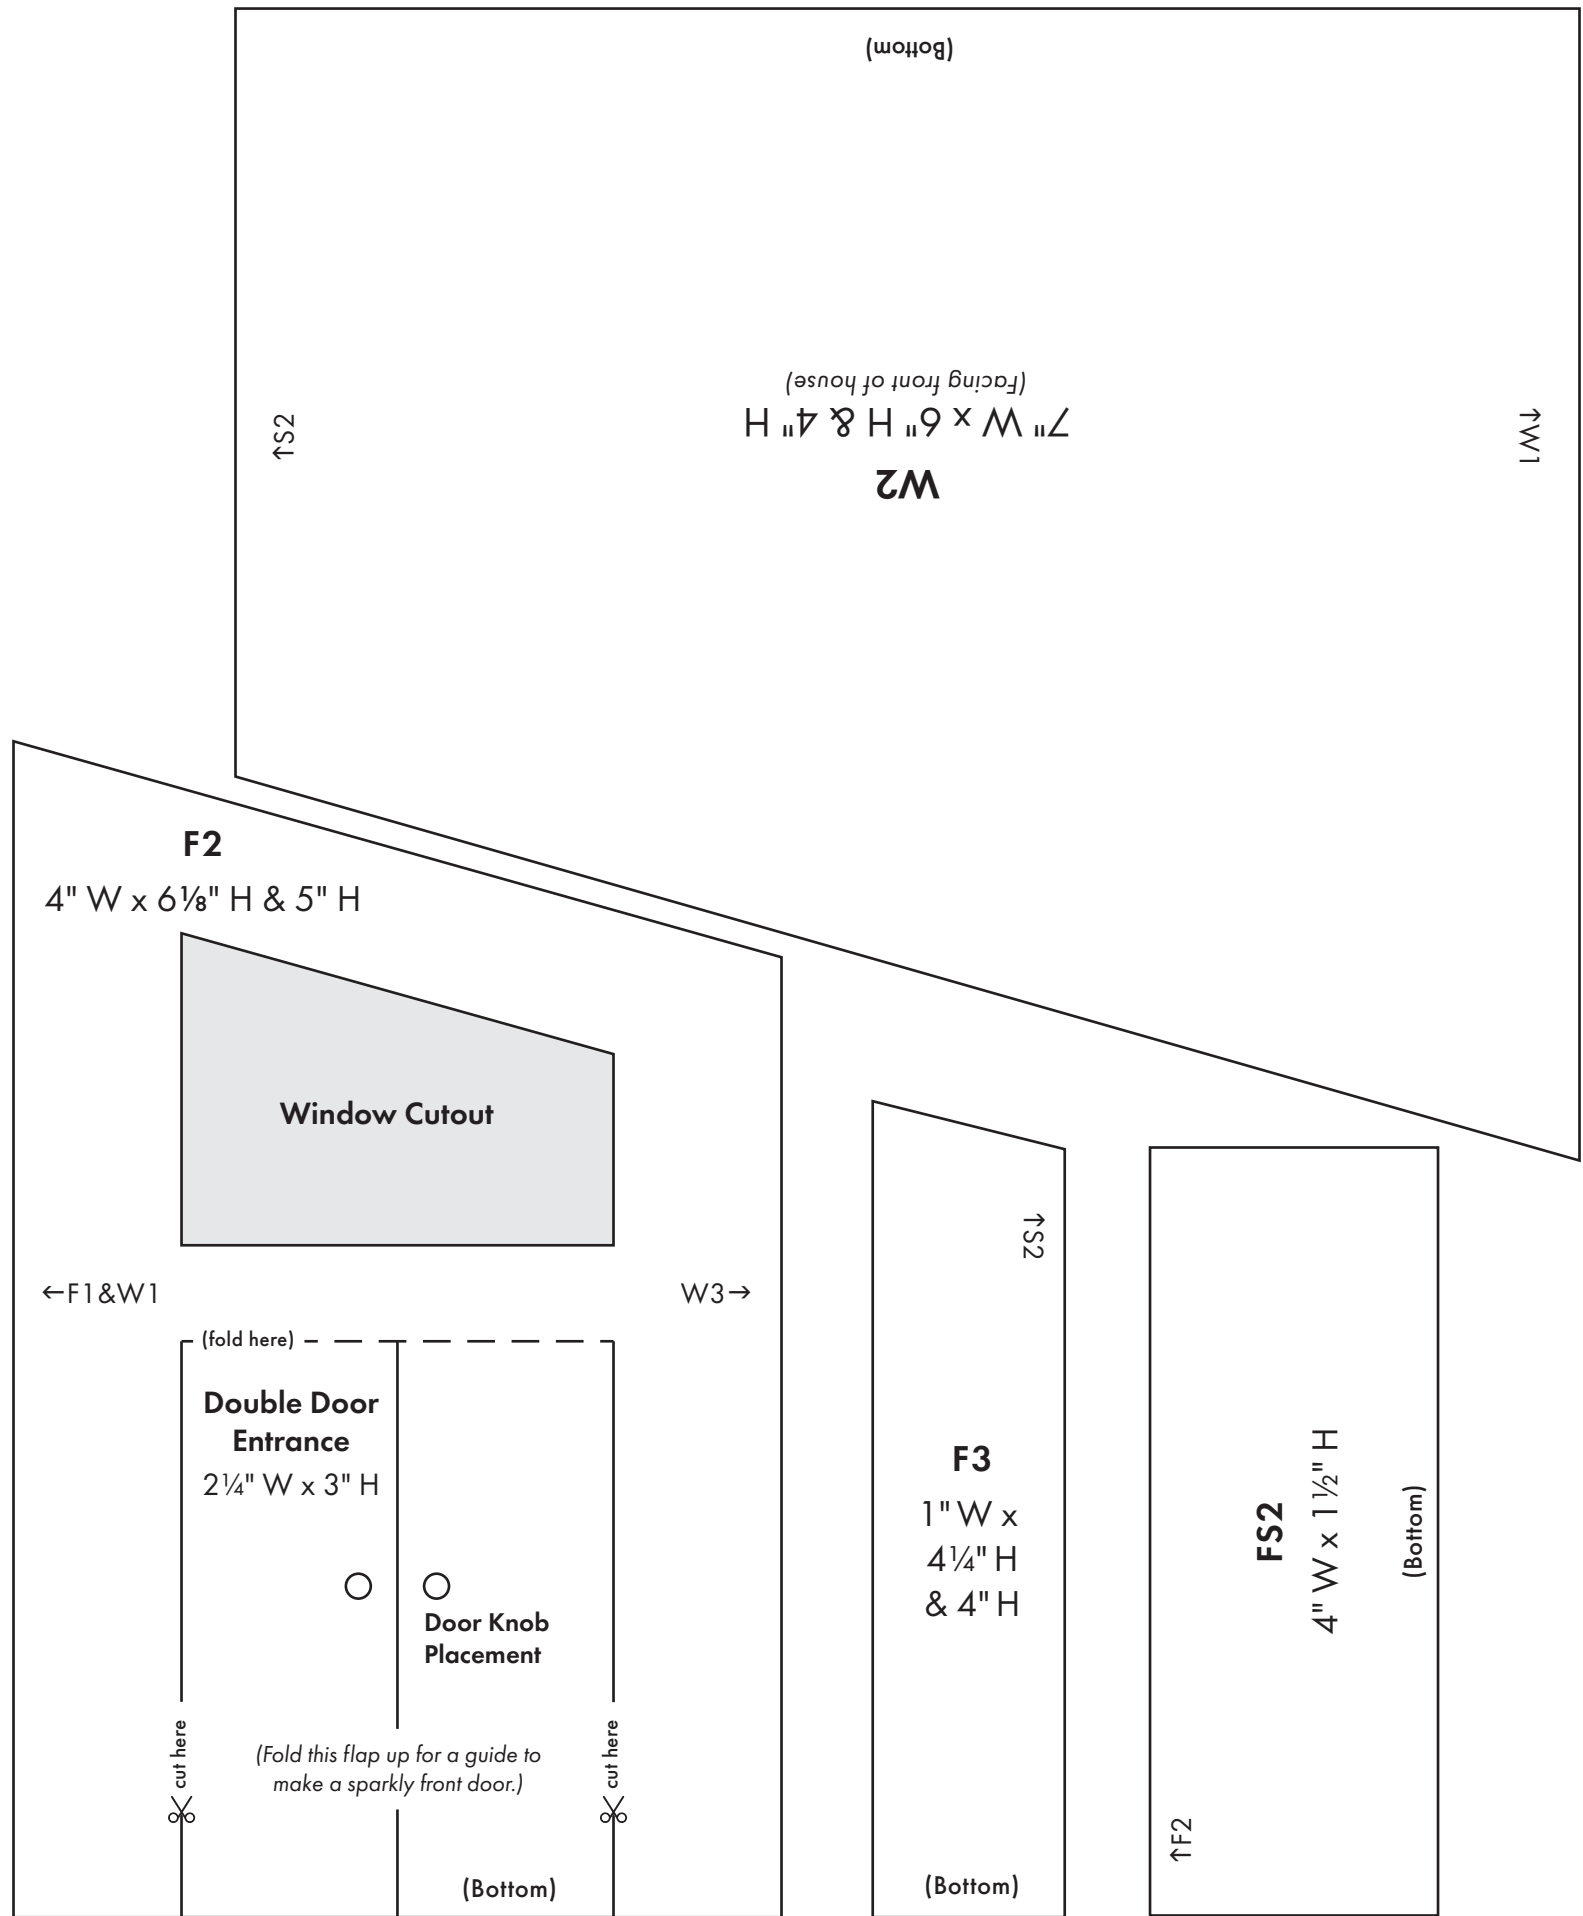 (Bottom)
W2
7" W x 6" H & 4" H
(Facing front of house)
↑S2
↑W1
F2
4" W x 6⅛" H & 5" H
Window Cutout
←F1&W1
W3→
(fold here)
Double Door
Entrance
2¼" W x 3" H
Door Knob
Placement
cut here
(Fold this flap up for a guide to
make a sparkly front door.)
cut here
(Bottom)
↑S2
F3
1" W x
4¼" H
& 4" H
(Bottom)
FS2
4" W x 1½" H
(Bottom)
↑F2